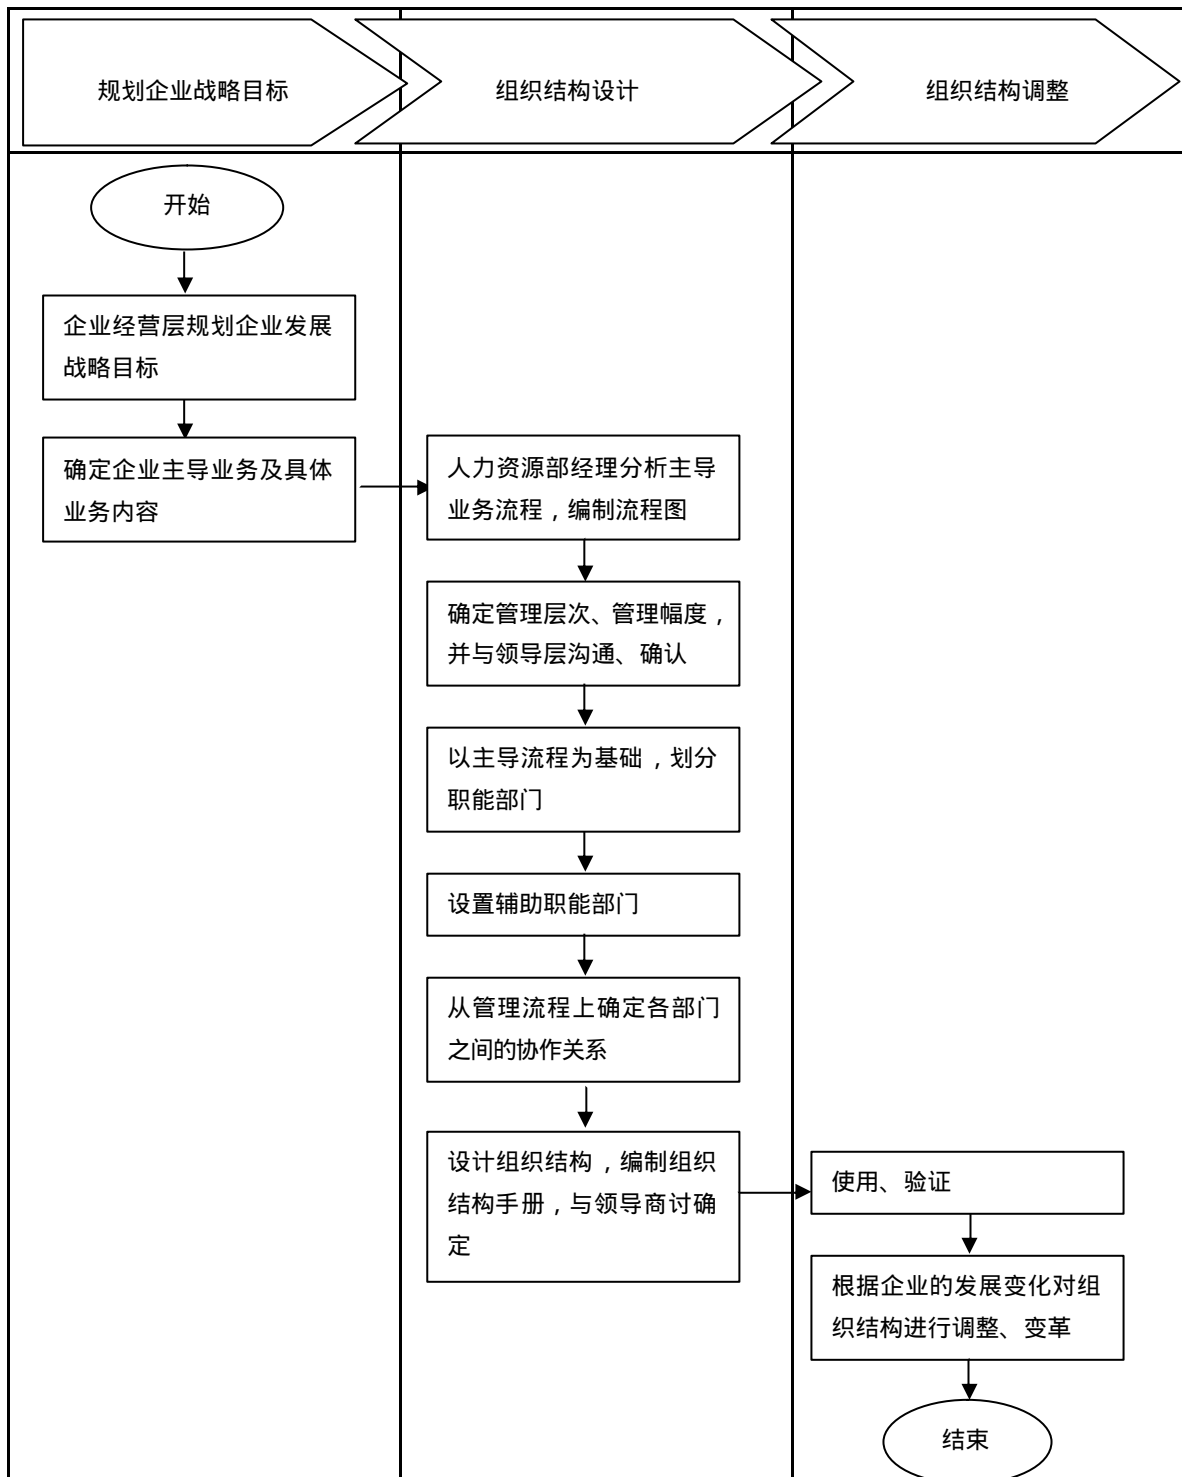 规划企业战略目标
组织结构设计
组织结构调整
开始
企业经营层规划企业发展
战略目标
确定企业主导业务及具体
业务内容
人力资源部经理分析主导
业务流程，编制流程图
确定管理层次、管理幅度，
并与领导层沟通、确认
以主导流程为基础，划分
职能部门
设置辅助职能部门
从管理流程上确定各部门
之间的协作关系
设计组织结构，编制组织
结构手册，与领导商讨确
定
使用、验证
根据企业的发展变化对组
织结构进行调整、变革
结束